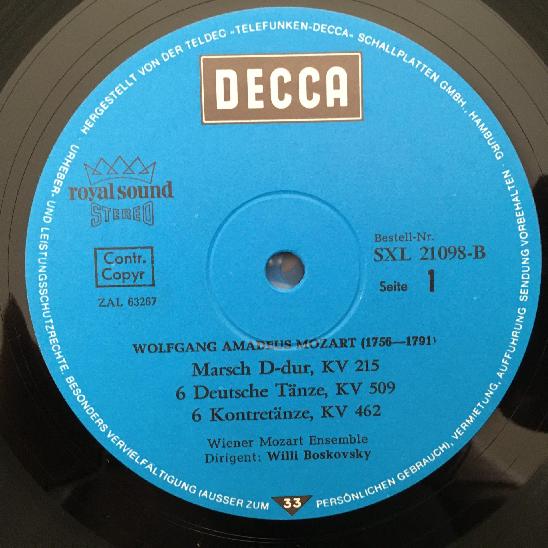 HERGESTELLT VON DER TELDEC »TELEFUNKEN-DECCA« SCHALLPLATTEN GMBH., HAMBURG · URHEBER- UND LEISTUNGSSCHUTZRECHTE, BESONDERS VERVIELFÄLTIGUNG (AUSSER ZUM PERSÖNLICHEN GEBRAUCH), VERMIETUNG, AUFFÜHRUNG, SENDUNG VORBEHALTEN ·
DECCA
royal sound
STEREO
Contr.
Copyr
ZAL 63267
Bestell-Nr.
SXL 21098-B
Seite 1
WOLFGANG AMADEUS MOZART (1756—1791)
Marsch D-dur, KV 215
6 Deutsche Tänze, KV 509
6 Kontretänze, KV 462
Wiener Mozart Ensemble
Dirigent: Willi Boskovsky
33